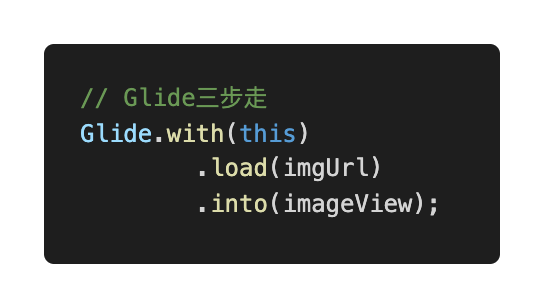 // Glide三步走
Glide.with(this)
.load(imgUrl)
.into(imageView);